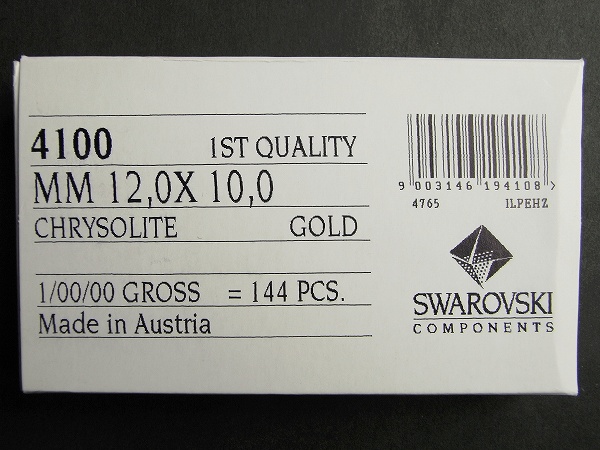 4100 1ST QUALITY
MM 12,0X 10,0
CHRYSOLITE GOLD
1/00/00 GROSS = 144 PCS.
Made in Austria
9 003146 194108 >
4765 1LPEHZ
SWAROVSKI
COMPONENTS